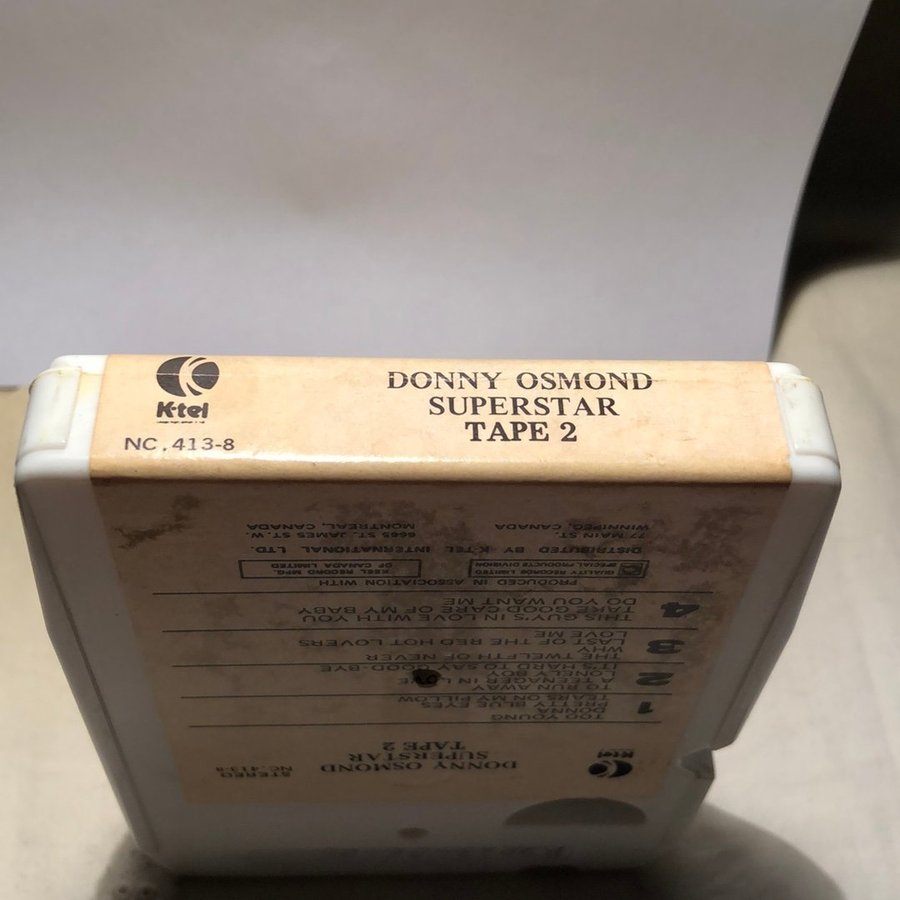 K-tel
NC.413-8
DONNY OSMOND
SUPERSTAR
TAPE 2
K-tel
DONNY OSMOND
SUPERSTAR
TAPE 2
STEREO
NC.413-8
1
TOO YOUNG
DONNA
PRETTY BLUE EYES
TEARS ON MY PILLOW
2
TO RUN AWAY
A TEENAGER IN LOVE
LONELY BOY
IT'S HARD TO SAY GOOD-BYE
3
THE TWELFTH OF NEVER
WHY
LAST OF THE RED HOT LOVERS
LOVE ME
4
THIS GUY'S IN LOVE WITH YOU
TAKE GOOD CARE OF MY BABY
DO YOU WANT ME
PRODUCED IN ASSOCIATION WITH
QUALITY RECORDS LIMITED
SPECIAL PRODUCTS DIVISION
REEL RECORD MFG.
OF CANADA LIMITED
DISTRIBUTED BY K-TEL INTERNATIONAL LTD.
77 MAIN ST.
WINNIPEG, CANADA
6665 ST. JAMES ST. W.
MONTREAL, CANADA